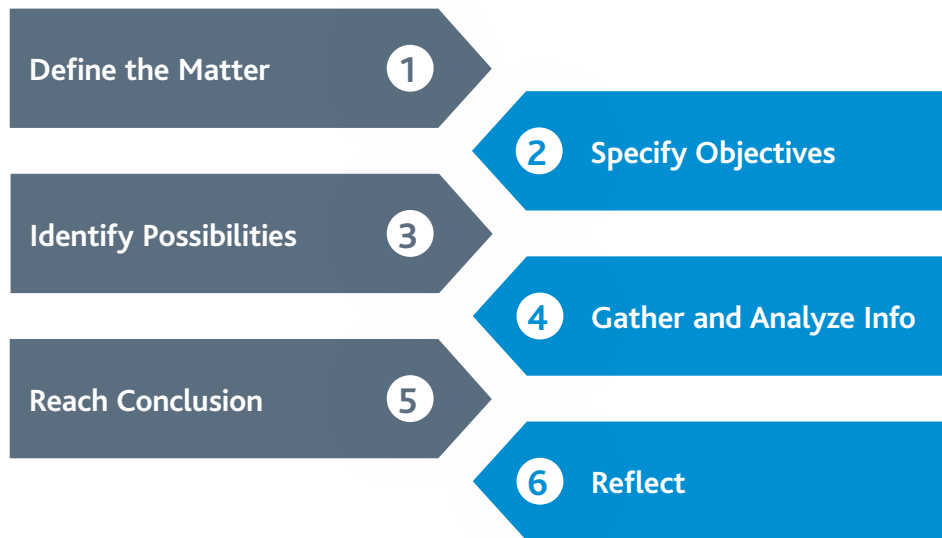 Define the Matter 1
2 Specify Objectives
Identify Possibilities 3
4 Gather and Analyze Info
Reach Conclusion 5
6 Reflect